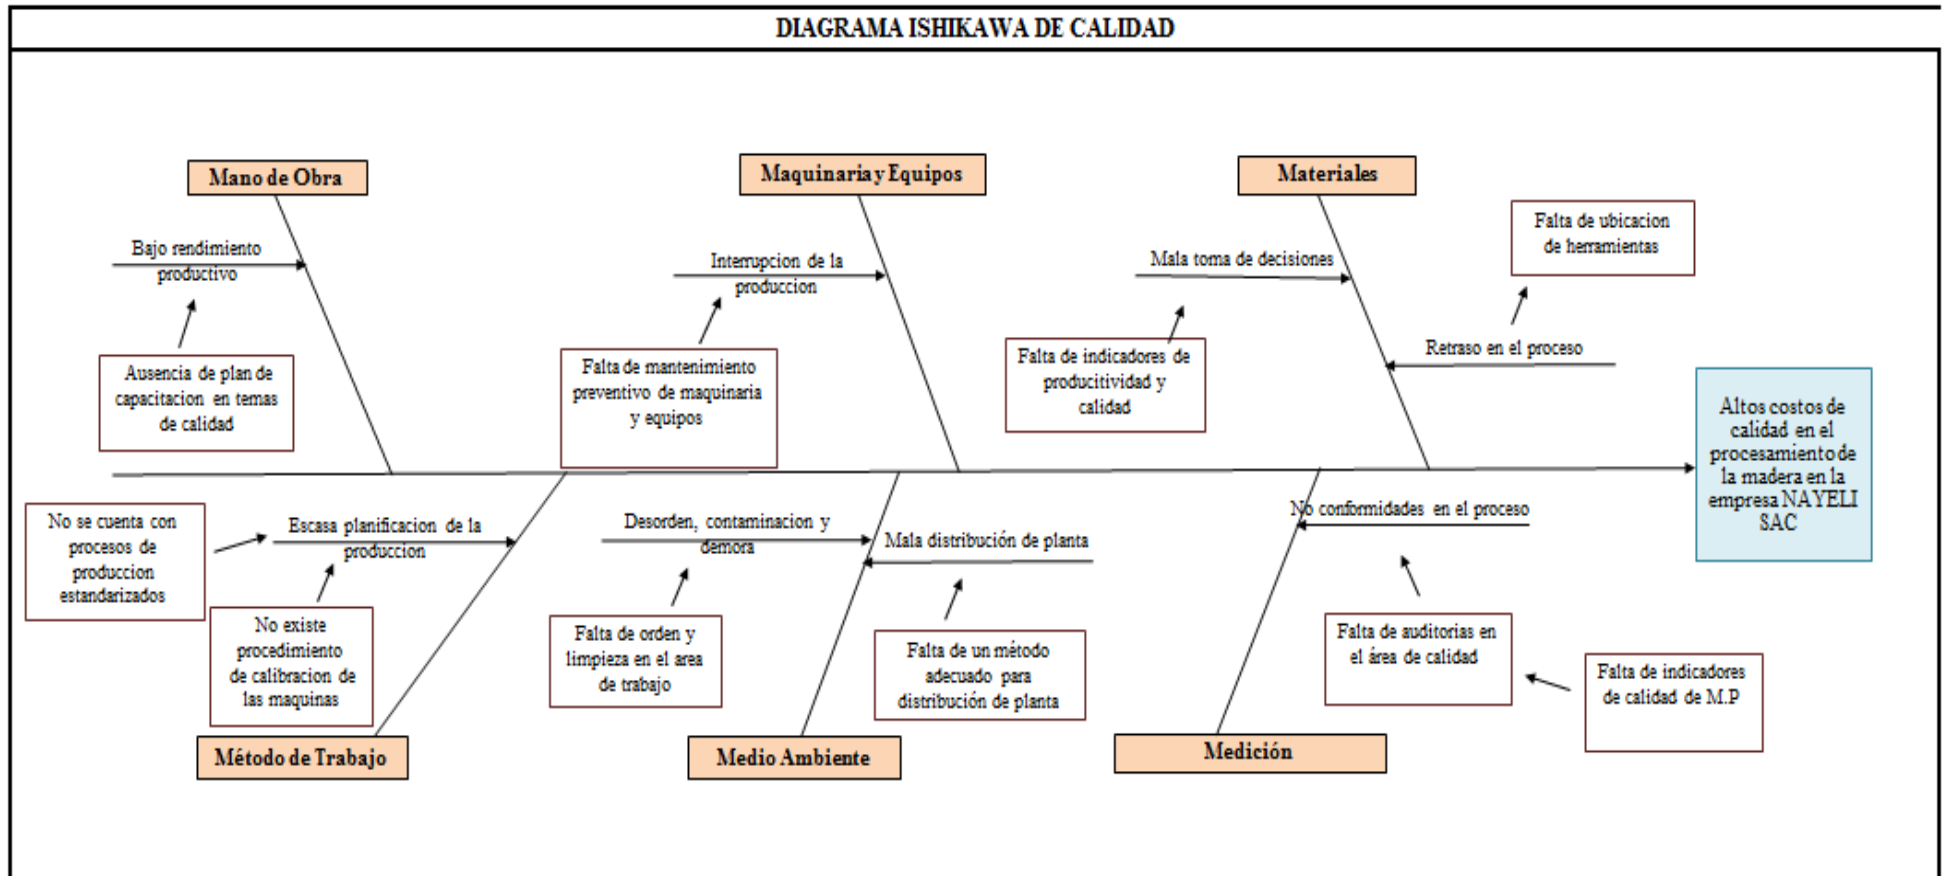 DIAGRAMA ISHIKAWA DE CALIDAD
Mano de Obra
Maquinaria y Equipos
Materiales
Bajo rendimiento
productivo
Ausencia de plan de
capacitacion en temas
de calidad
Interrupcion de la
produccion
Falta de mantenimiento
preventivo de maquinaria
y equipos
Mala toma de decisiones
Falta de indicadores de
producitividad y
calidad
Falta de ubicacion
de herramientas
Retraso en el proceso
Altos costos de
calidad en el
procesamiento de
la madera en la
empresa NAYELI
SAC
No se cuenta con
procesos de
produccion
estandarizados
Escasa planificacion de la
produccion
No existe
procedimiento
de calibracion de
las maquinas
Desorden, contaminacion y
demora
Mala distribución de planta
Falta de orden y
limpieza en el area
de trabajo
Falta de un método
adecuado para
distribución de planta
No conformidades en el proceso
Falta de auditorias en
el área de calidad
Falta de indicadores
de calidad de M.P
Método de Trabajo
Medio Ambiente
Medición